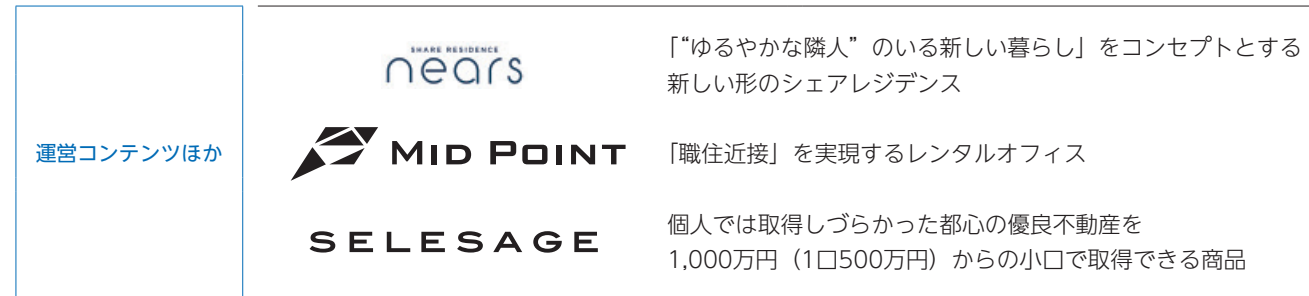 運営コンテンツほか
SHARE RESIDENCE
nears
「“ゆるやかな隣人”のいる新しい暮らし」をコンセプトとする
新しい形のシェアレジデンス
MID POINT
「職住近接」を実現するレンタルオフィス
SELESAGE
個人では取得しづらかった都心の優良不動産を
1,000万円（1口500万円）からの小口で取得できる商品